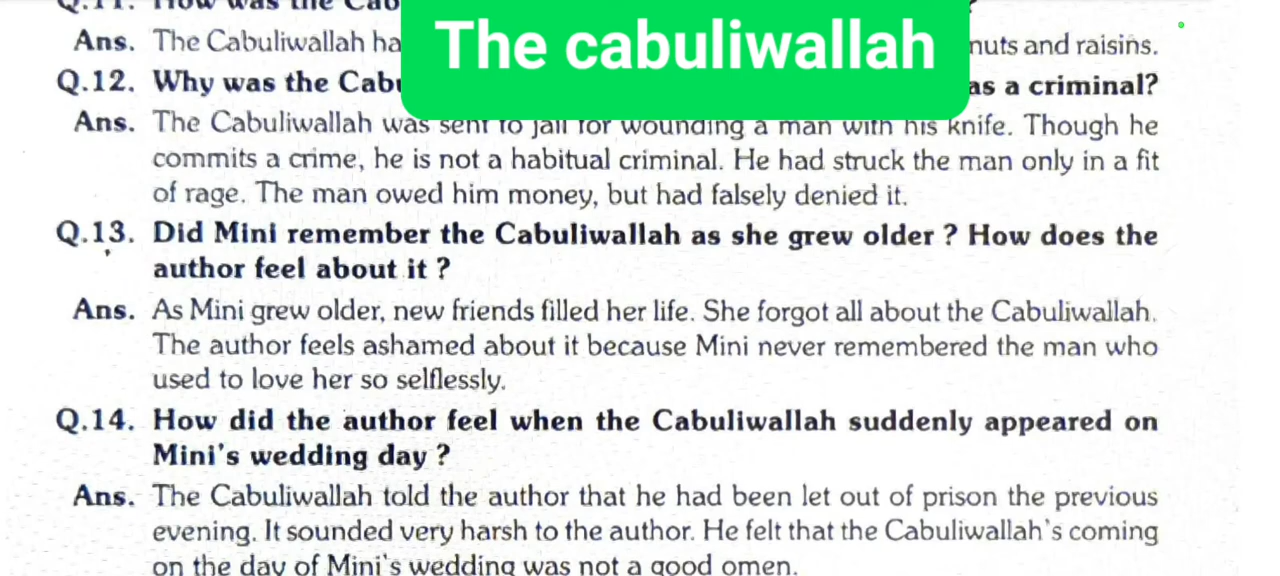 Q.11. How was the Cab
The cabuliwallah
Ans. The Cabuliwallah ha nuts and raisins.
Q.12. Why was the Cabu as a criminal?
Ans. The Cabuliwallah was sent to jail for wounding a man with his knife. Though he
commits a crime, he is not a habitual criminal. He had struck the man only in a fit
of rage. The man owed him money, but had falsely denied it.
Q.13. Did Mini remember the Cabuliwallah as she grew older ? How does the
author feel about it ?
Ans. As Mini grew older, new friends filled her life. She forgot all about the Cabuliwallah.
The author feels ashamed about it because Mini never remembered the man who
used to love her so selflessly.
Q.14. How did the author feel when the Cabuliwallah suddenly appeared on
Mini's wedding day ?
Ans. The Cabuliwallah told the author that he had been let out of prison the previous
evening. It sounded very harsh to the author. He felt that the Cabuliwallah's coming
on the day of Mini's wedding was not a good omen.